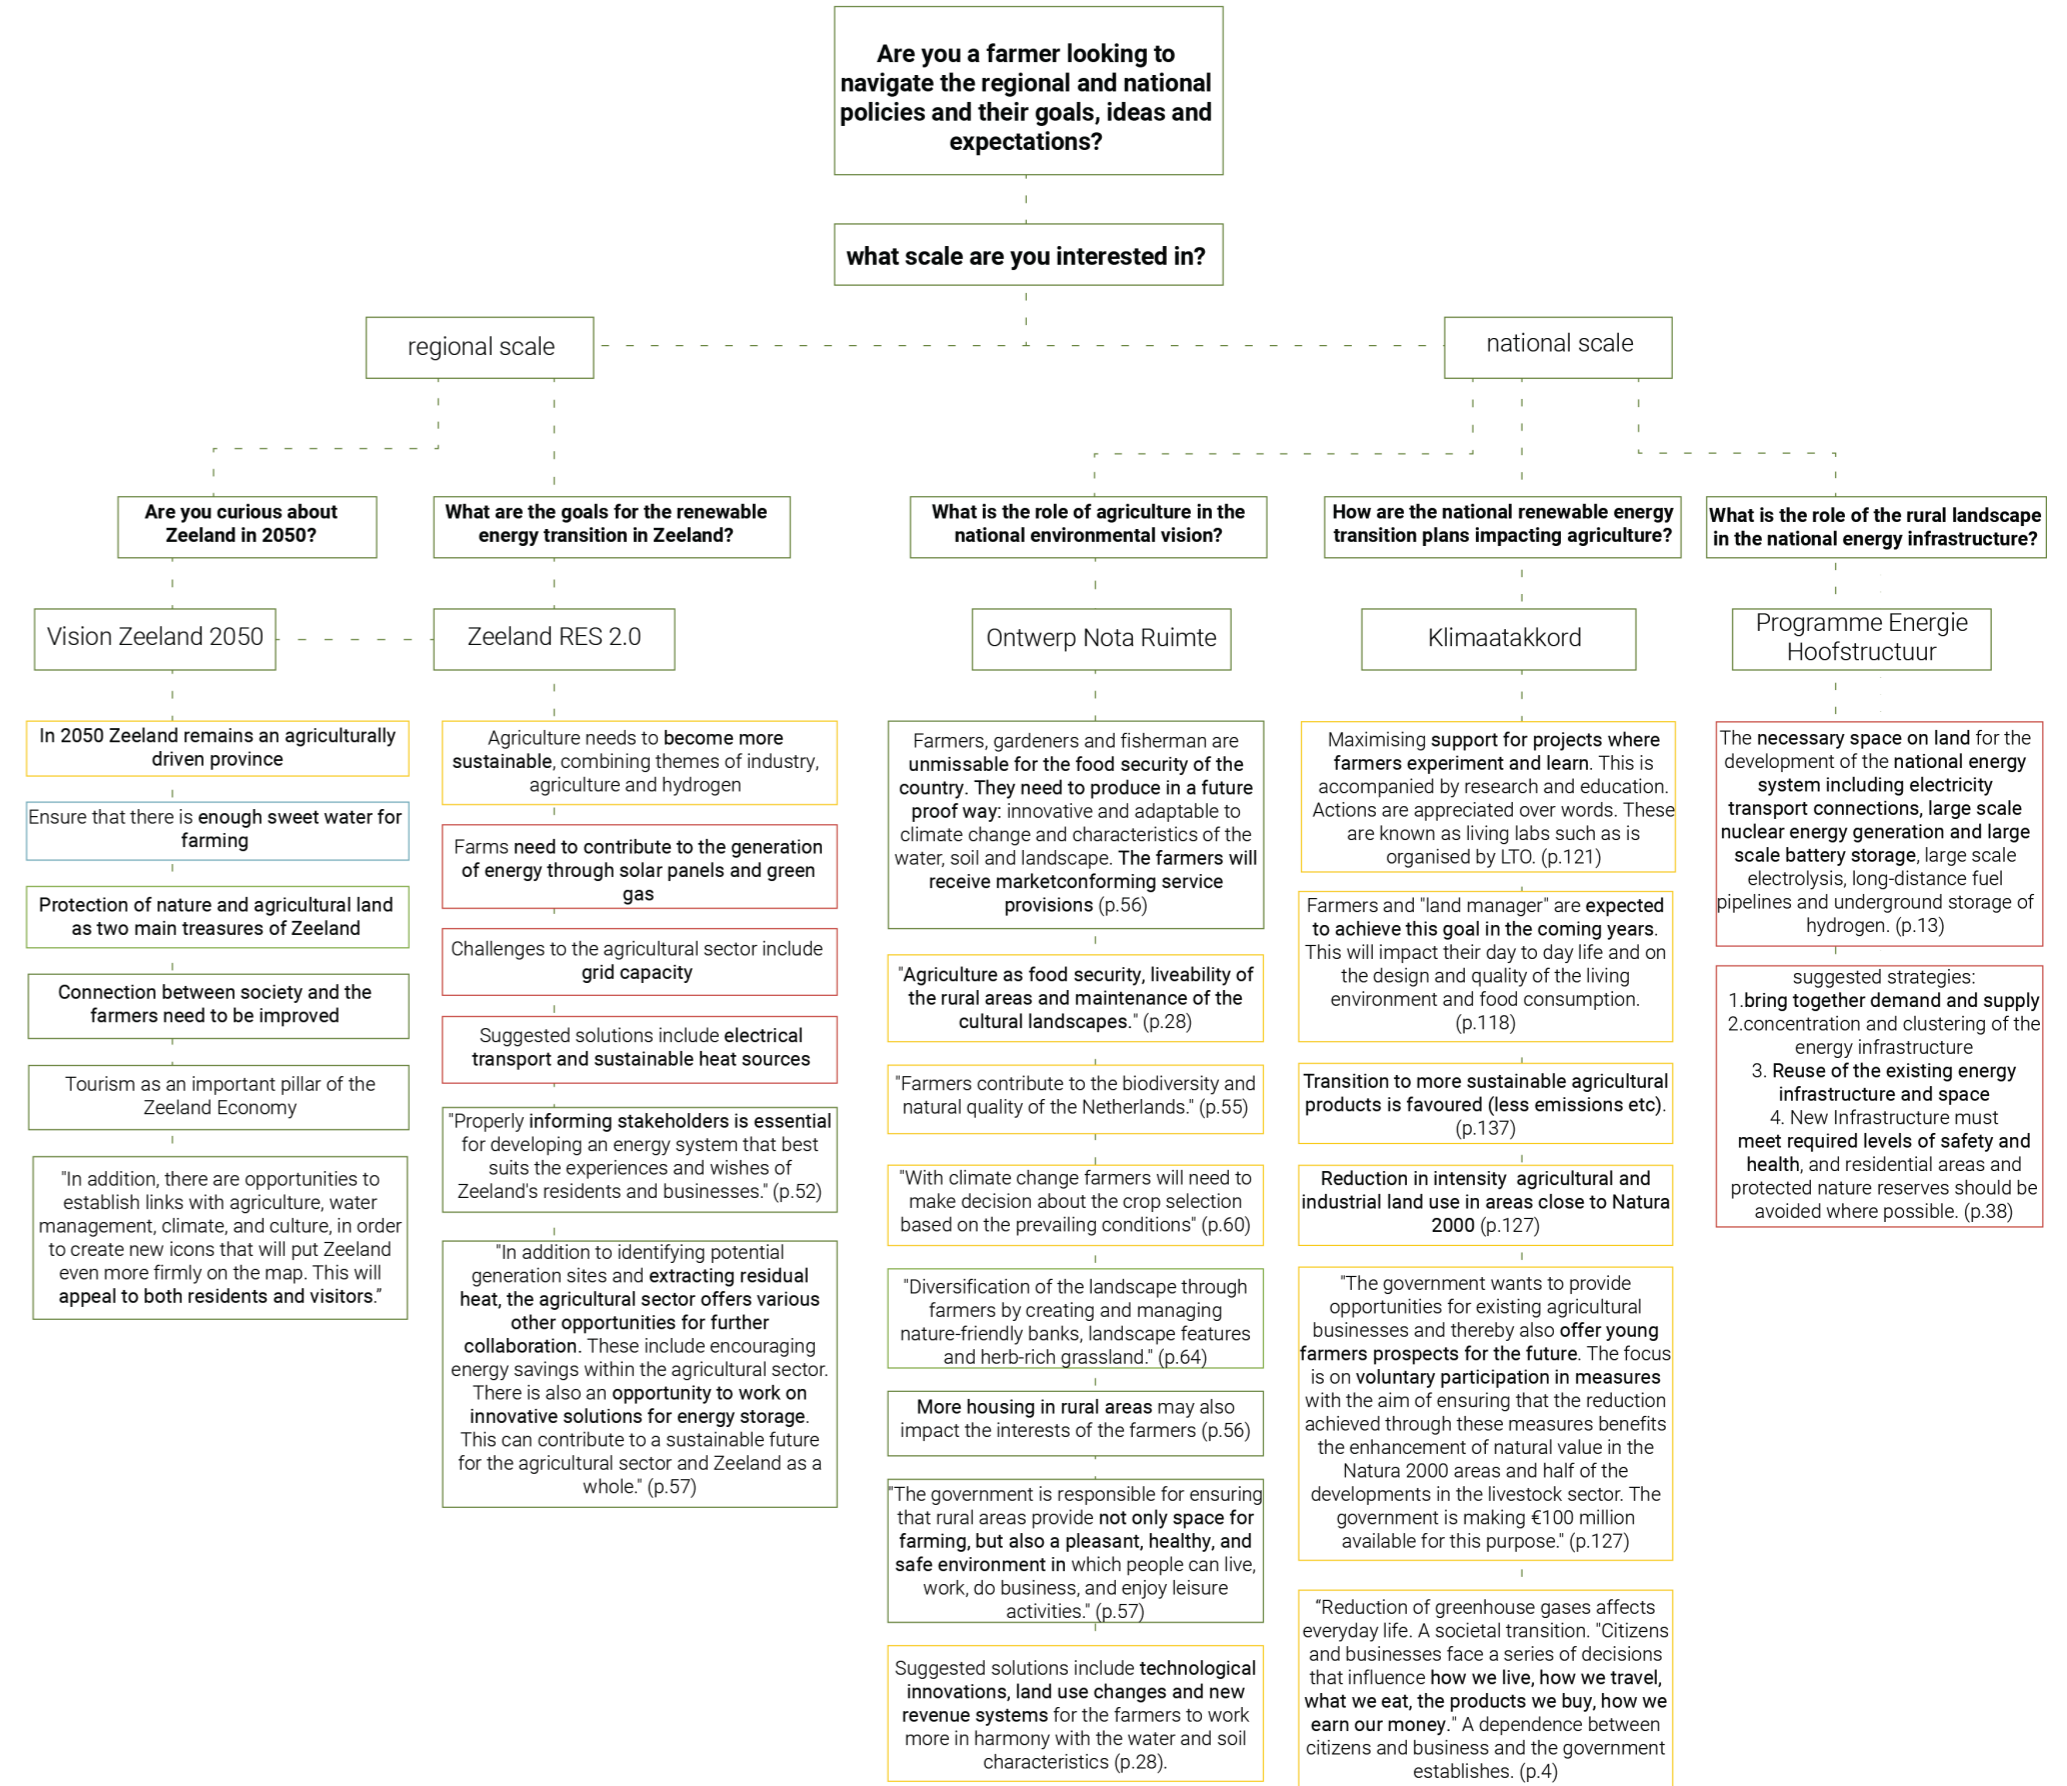 Are you a farmer looking to
navigate the regional and national
policies and their goals, ideas and
expectations?
what scale are you interested in?
regional scale
national scale
Are you curious about
Zeeland in 2050?
What are the goals for the renewable
energy transition in Zeeland?
What is the role of agriculture in the
national environmental vision?
How are the national renewable energy
transition plans impacting agriculture?
What is the role of the rural landscape
in the national energy infrastructure?
Vision Zeeland 2050
Zeeland RES 2.0
Ontwerp Nota Ruimte
Klimaatakkord
Programme Energie
Hoofstructuur
In 2050 Zeeland remains an agriculturally
driven province
Ensure that there is enough sweet water for
farming
Protection of nature and agricultural land
as two main treasures of Zeeland
Connection between society and the
farmers need to be improved
Tourism as an important pillar of the
Zeeland Economy
"In addition, there are opportunities to
establish links with agriculture, water
management, climate, and culture, in order
to create new icons that will put Zeeland
even more firmly on the map. This will
appeal to both residents and visitors.”
Agriculture needs to become more
sustainable, combining themes of industry,
agriculture and hydrogen
Farms need to contribute to the generation
of energy through solar panels and green
gas
Challenges to the agricultural sector include
grid capacity
Suggested solutions include electrical
transport and sustainable heat sources
"Properly informing stakeholders is essential
for developing an energy system that best
suits the experiences and wishes of
Zeeland's residents and businesses." (p.52)
"In addition to identifying potential
generation sites and extracting residual
heat, the agricultural sector offers various
other opportunities for further
collaboration. These include encouraging
energy savings within the agricultural sector.
There is also an opportunity to work on
innovative solutions for energy storage.
This can contribute to a sustainable future
for the agricultural sector and Zeeland as a
whole." (p.57)
Farmers, gardeners and fisherman are
unmissable for the food security of the
country. They need to produce in a future
proof way: innovative and adaptable to
climate change and characteristics of the
water, soil and landscape. The farmers will
receive marketconforming service
provisions (p.56)
"Agriculture as food security, liveability of
the rural areas and maintenance of the
cultural landscapes." (p.28)
"Farmers contribute to the biodiversity and
natural quality of the Netherlands." (p.55)
"With climate change farmers will need to
make decision about the crop selection
based on the prevailing conditions" (p.60)
"Diversification of the landscape through
farmers by creating and managing
nature-friendly banks, landscape features
and herb-rich grassland." (p.64)
More housing in rural areas may also
impact the interests of the farmers (p.56)
"The government is responsible for ensuring
that rural areas provide not only space for
farming, but also a pleasant, healthy, and
safe environment in which people can live,
work, do business, and enjoy leisure
activities." (p.57)
Suggested solutions include technological
innovations, land use changes and new
revenue systems for the farmers to work
more in harmony with the water and soil
characteristics (p.28).
Maximising support for projects where
farmers experiment and learn. This is
accompanied by research and education.
Actions are appreciated over words. These
are known as living labs such as is
organised by LTO. (p.121)
Farmers and "land manager" are expected
to achieve this goal in the coming years.
This will impact their day to day life and on
the design and quality of the living
environment and food consumption.
(p.118)
Transition to more sustainable agricultural
products is favoured (less emissions etc).
(p.137)
Reduction in intensity agricultural and
industrial land use in areas close to Natura
2000 (p.127)
"The government wants to provide
opportunities for existing agricultural
businesses and thereby also offer young
farmers prospects for the future. The focus
is on voluntary participation in measures
with the aim of ensuring that the reduction
achieved through these measures benefits
the enhancement of natural value in the
Natura 2000 areas and half of the
developments in the livestock sector. The
government is making €100 million
available for this purpose." (p.127)
“Reduction of greenhouse gases affects
everyday life. A societal transition. "Citizens
and businesses face a series of decisions
that influence how we live, how we travel,
what we eat, the products we buy, how we
earn our money." A dependence between
citizens and business and the government
establishes. (p.4)
The necessary space on land for the
development of the national energy
system including electricity
transport connections, large scale
nuclear energy generation and large
scale battery storage, large scale
electrolysis, long-distance fuel
pipelines and underground storage of
hydrogen. (p.13)
suggested strategies:
1.bring together demand and supply
2.concentration and clustering of the
energy infrastructure
3. Reuse of the existing energy
infrastructure and space
4. New Infrastructure must
meet required levels of safety and
health, and residential areas and
protected nature reserves should be
avoided where possible. (p.38)